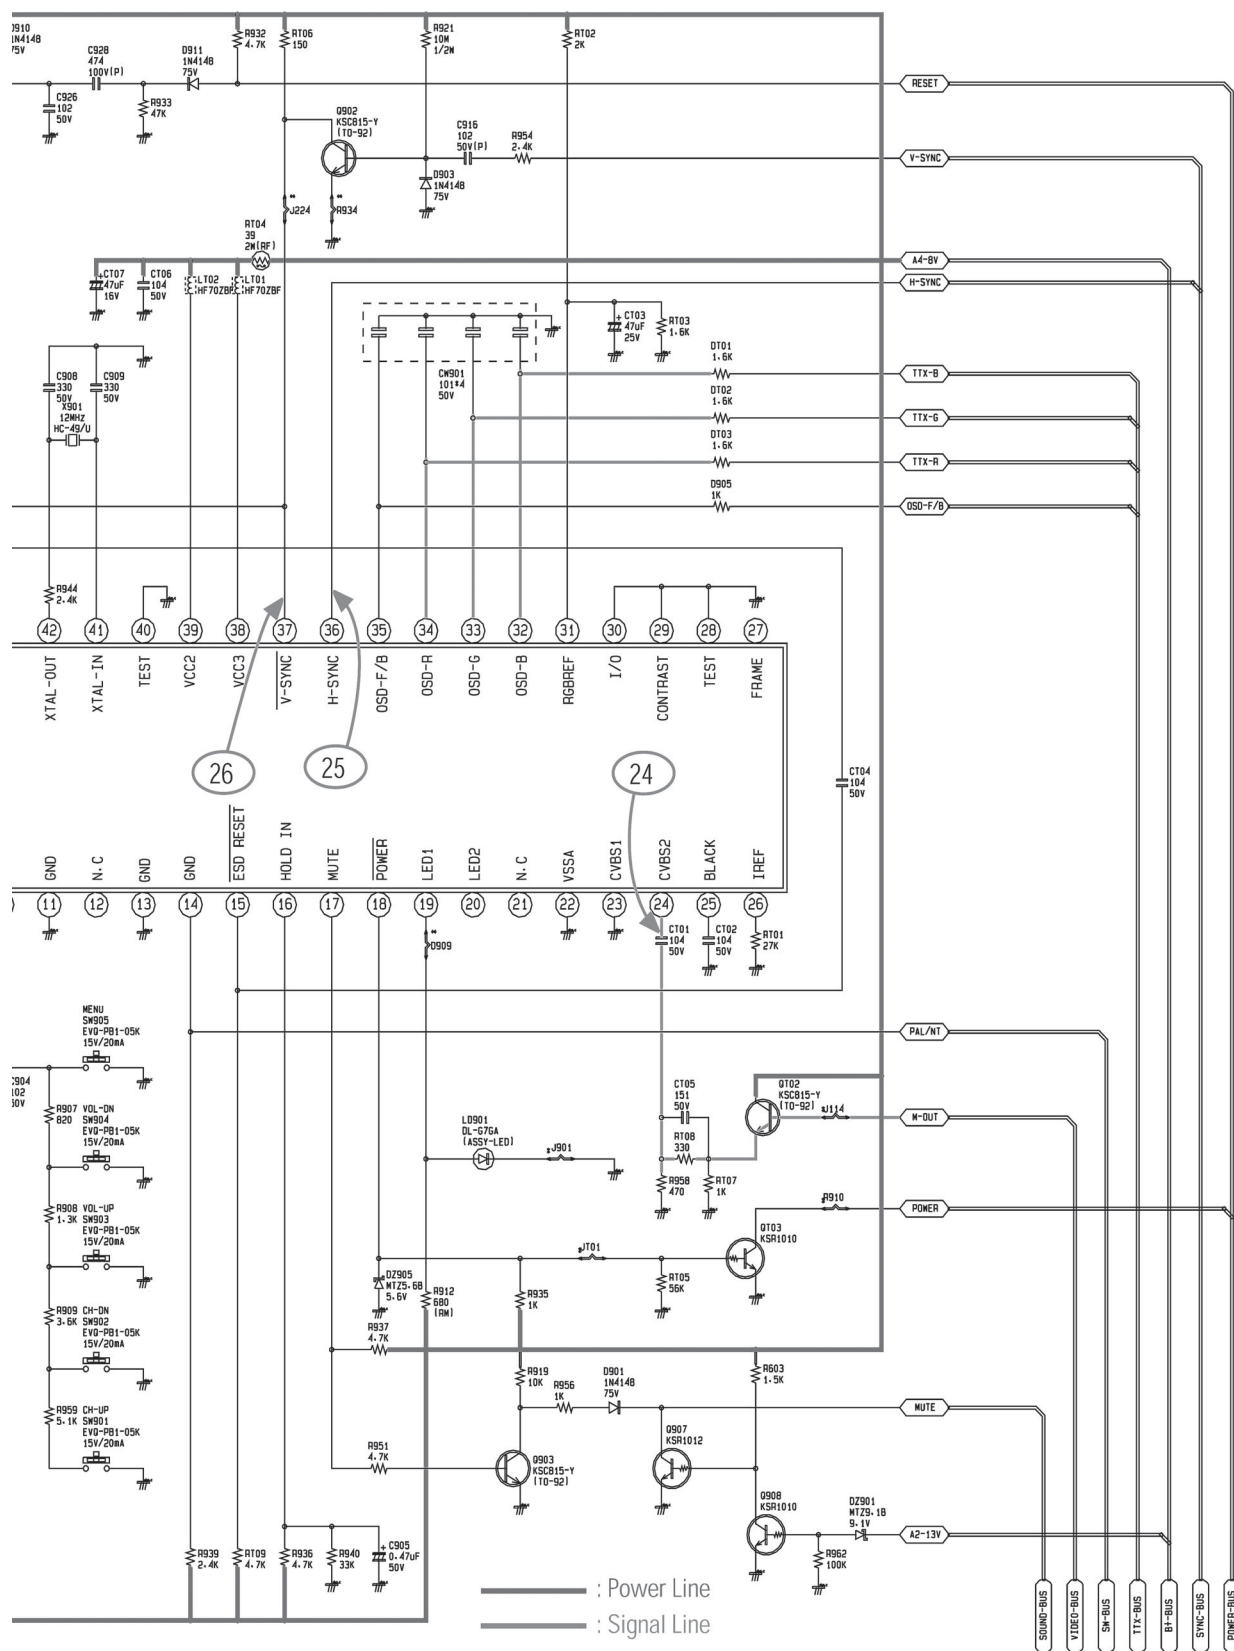 D910
1N4148
75V
C928
474
100V(P)
D911
1N4148
75V
R932
4.7K
RT06
150
R921
10M
1/2W
RT02
2K
RESET
C926
102
50V
R933
47K
Q902
KSC815-Y
(TO-92)
C916
102
50V(P)
R954
2.4K
V-SYNC
D903
1N4148
75V
J224
R934
RT04
39
2W(RF)
A4-8V
CT07
47uF
16V
CT06
104
50V
LT02
HF70ZBF
LT01
HF70ZBF
H-SYNC
CT03
47uF
25V
RT03
1.6K
CW901
101*4
50V
DT01
1.6K
TTX-B
DT02
1.6K
TTX-G
DT03
1.6K
TTX-R
D905
1K
OSD-F/B
C908
330
50V
C909
330
50V
X901
12MHz
HC-49/U
R944
2.4K
42 41 40 39 38 37 36 35 34 33 32 31 30 29 28 27
XTAL-OUT
XTAL-IN
TEST
VCC2
VCC3
V-SYNC
H-SYNC
OSD-F/B
OSD-R
OSD-G
OSD-B
RGBREF
I/O
CONTRAST
TEST
FRAME
26
25
24
CT04
104
50V
GND
N.C
GND
GND
ESD RESET
HOLD IN
MUTE
POWER
LED1
LED2
N.C
VSSA
CVBS1
CVBS2
BLACK
IREF
11 12 13 14 15 16 17 18 19 20 21 22 23 24 25 26
D909
CT01
104
50V
CT02
104
50V
RT01
27K
MENU
SW905
EVQ-PB1-05K
15V/20mA
PAL/NT
C904
102
50V
R907
820
VOL-DN
SW904
EVQ-PB1-05K
15V/20mA
LD901
DL-G7GA
(ASSY-LED)
J901
CT05
151
50V
RT08
330
QT02
KSC815-Y
(TO-92)
J114
M-OUT
R958
470
RT07
1K
R908
1.3K
VOL-UP
SW903
EVQ-PB1-05K
15V/20mA
R910
POWER
QT03
KSR1010
JT01
DZ905
MTZ5.6B
5.6V
R912
680
(RM)
R935
1K
RT05
56K
R909
3.6K
CH-DN
SW902
EVQ-PB1-05K
15V/20mA
R937
4.7K
R919
10K
R956
1K
D901
1N4148
75V
R603
1.5K
MUTE
R959
5.1K
CH-UP
SW901
EVQ-PB1-05K
15V/20mA
R951
4.7K
Q903
KSC815-Y
(TO-92)
Q907
KSR1012
Q908
KSR1010
DZ901
MTZ9.1B
9.1V
A2-13V
R939
2.4K
RT09
4.7K
R936
4.7K
R940
33K
C905
0.47uF
50V
R962
100K
: Power Line
: Signal Line
SOUND-BUS
VIDEO-BUS
SW-BUS
TTX-BUS
B+-BUS
SYNC-BUS
POWER-BUS